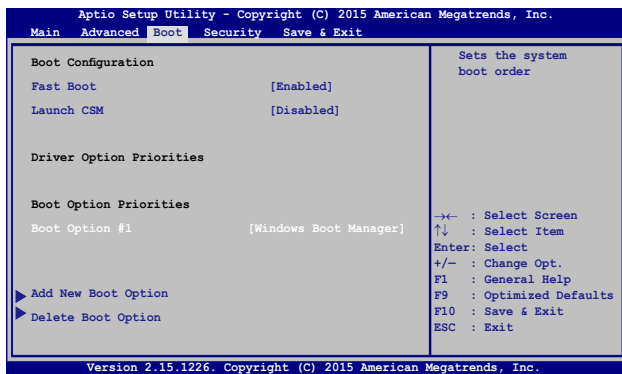 Aptio Setup Utility - Copyright (C) 2015 American Megatrends, Inc.
Main Advanced Boot Security Save & Exit
Boot Configuration
Fast Boot [Enabled]
Launch CSM [Disabled]
Driver Option Priorities
Boot Option Priorities
Boot Option #1 [Windows Boot Manager]
Add New Boot Option
Delete Boot Option
Sets the system
boot order
→← : Select Screen
↑↓ : Select Item
Enter: Select
+/— : Change Opt.
F1 : General Help
F9 : Optimized Defaults
F10 : Save & Exit
ESC : Exit
Version 2.15.1226. Copyright (C) 2015 American Megatrends, Inc.